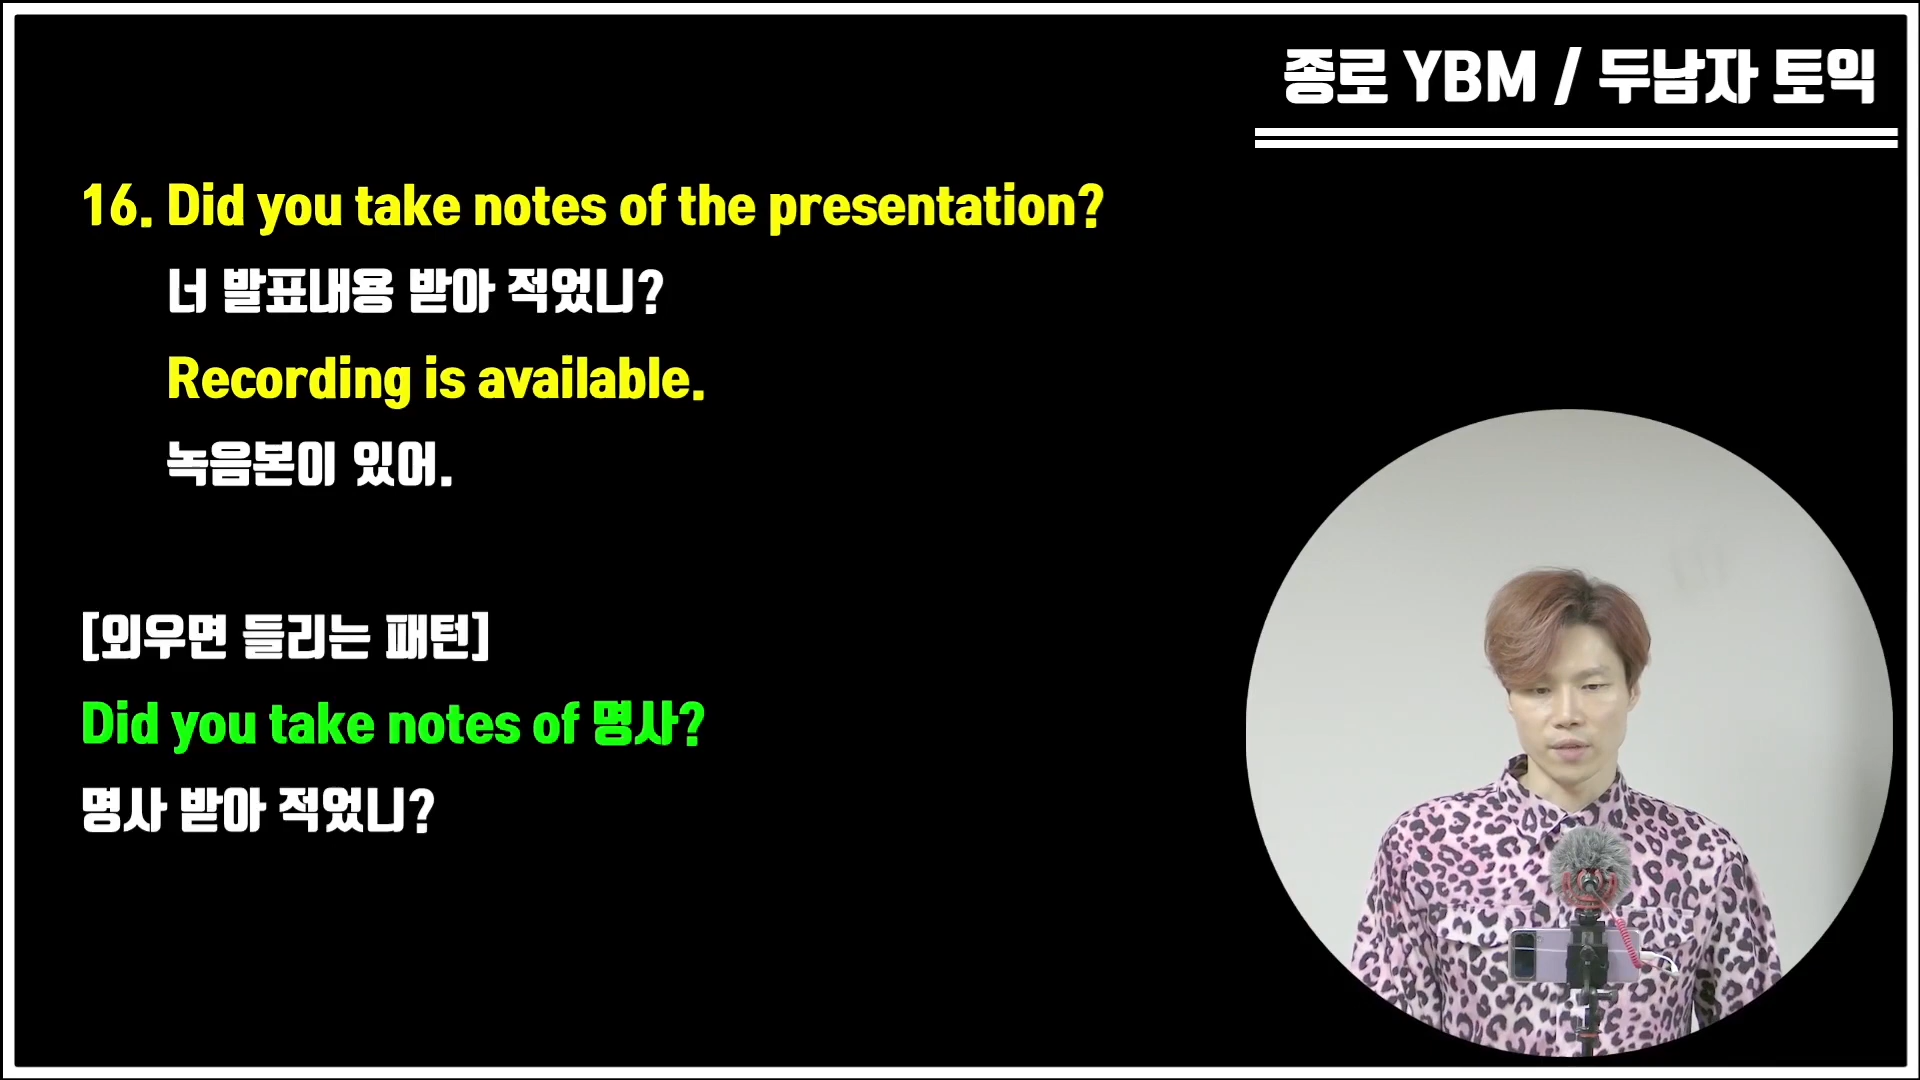 종로 YBM / 두남자 토익
16. Did you take notes of the presentation?
너 발표내용 받아 적었니?
Recording is available.
녹음본이 있어.
[외우면 들리는 패턴]
Did you take notes of 명사?
명사 받아 적었니?